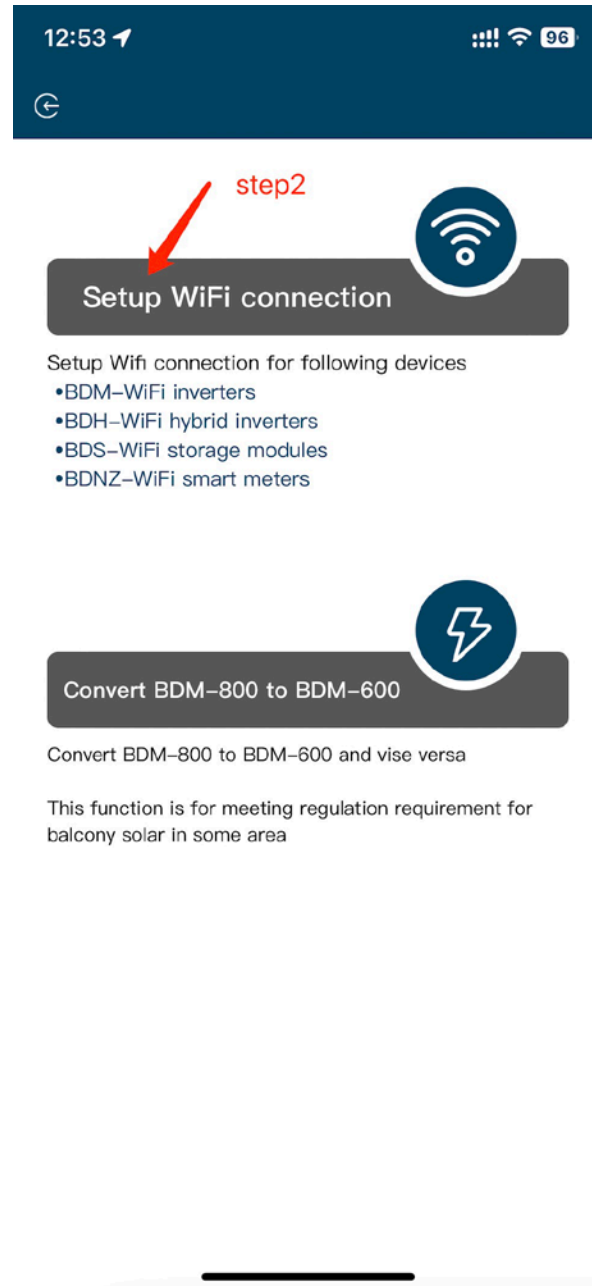 12:53
96
step2
Setup WiFi connection
Setup Wifi connection for following devices
•BDM-WiFi inverters
•BDH-WiFi hybrid inverters
•BDS-WiFi storage modules
•BDNZ-WiFi smart meters
Convert BDM-800 to BDM-600
Convert BDM-800 to BDM-600 and vise versa
This function is for meeting regulation requirement for
balcony solar in some area